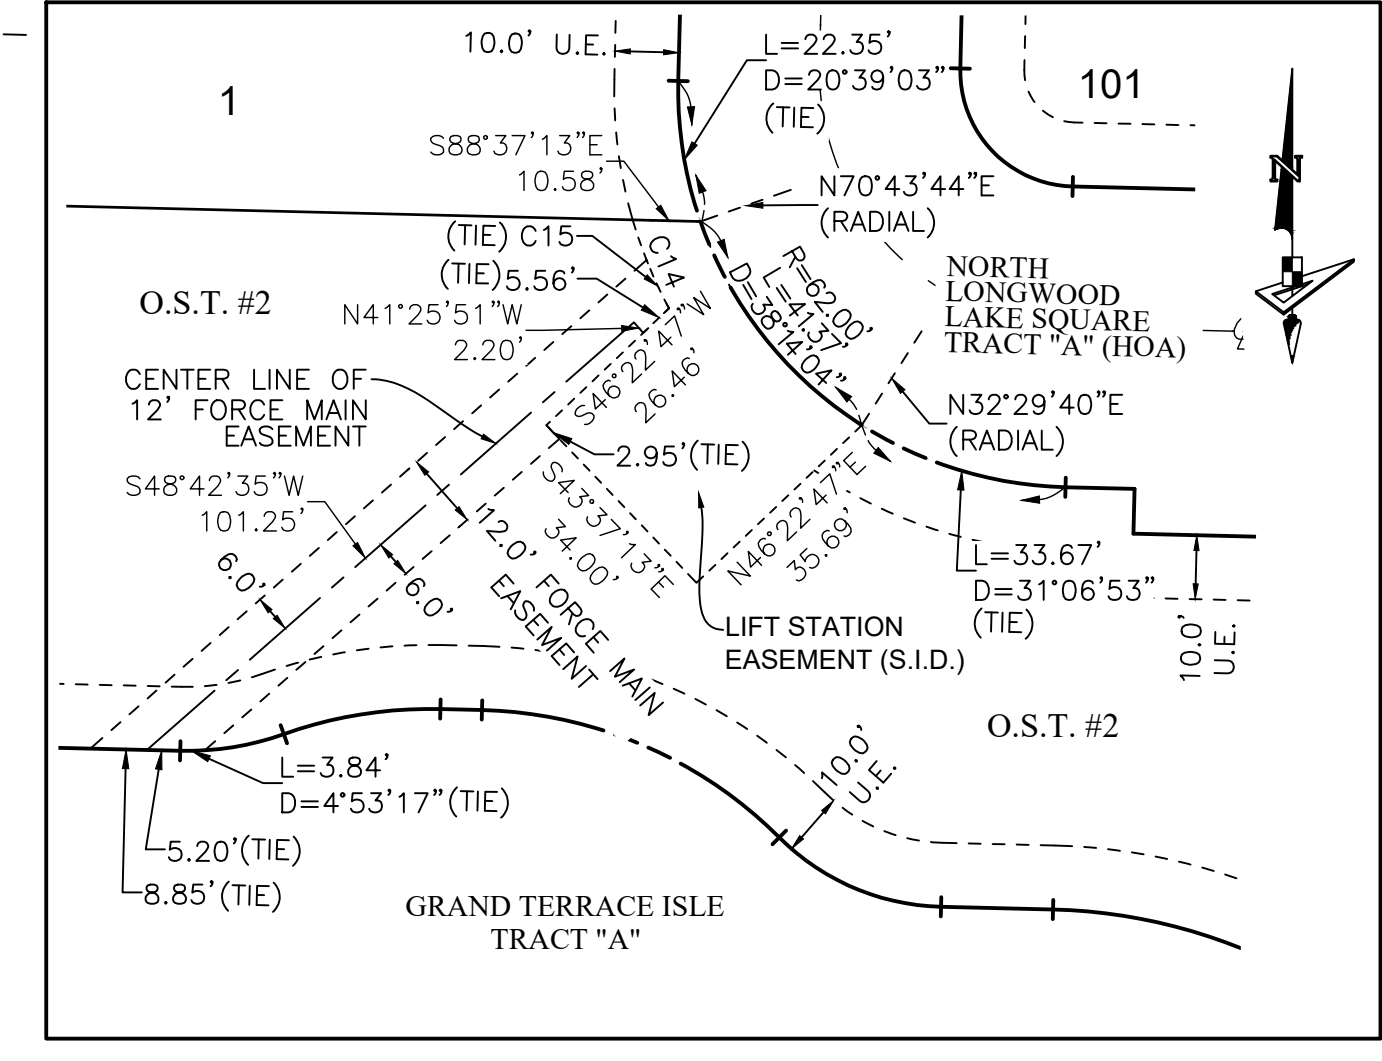 10.0' U.E.
L=22.35'
D=20°39'03"
(TIE)
1
101
S88°37'13"E
10.58'
N70°43'44"E
(RADIAL)
N
(TIE) C15
C14
(TIE) 5.56'
O.S.T. #2
N41°25'51"W
2.20'
S46°22'47"W
26.46'
R=62.00'
L=41.37'
D=38°14'04"
NORTH
LONGWOOD
LAKE SQUARE
TRACT "A" (HOA)
CENTER LINE OF
12' FORCE MAIN
EASEMENT
N32°29'40"E
(RADIAL)
2.95'(TIE)
S48°42'35"W
101.25'
S43°37'13"E
34.00'
N46°22'47"E
35.69'
6.0'
6.0'
12.0' FORCE MAIN
EASEMENT
L=33.67'
D=31°06'53"
(TIE)
LIFT STATION
EASEMENT (S.I.D.)
10.0'
U.E.
O.S.T. #2
10.0'
U.E.
L=3.84'
D=4°53'17"(TIE)
5.20'(TIE)
8.85'(TIE)
GRAND TERRACE ISLE
TRACT "A"